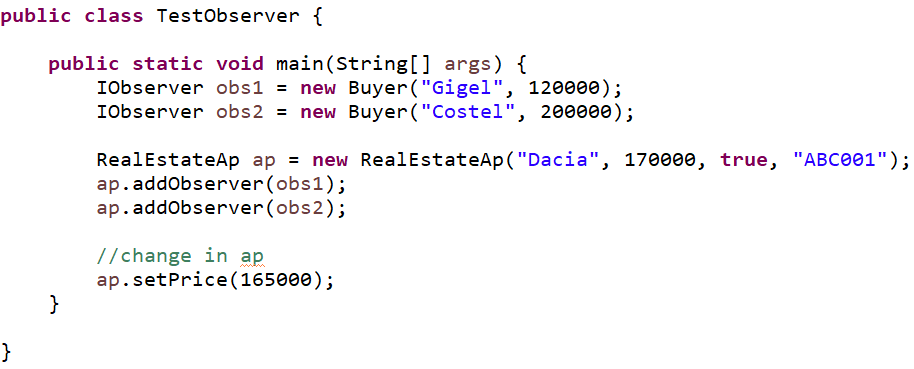 public class TestObserver {
public static void main(String[] args) {
IObserver obs1 = new Buyer("Gigel", 120000);
IObserver obs2 = new Buyer("Costel", 200000);
RealEstateAp ap = new RealEstateAp("Dacia", 170000, true, "ABC001");
ap.addObserver(obs1);
ap.addObserver(obs2);
//change in ap
ap.setPrice(165000);
}
}